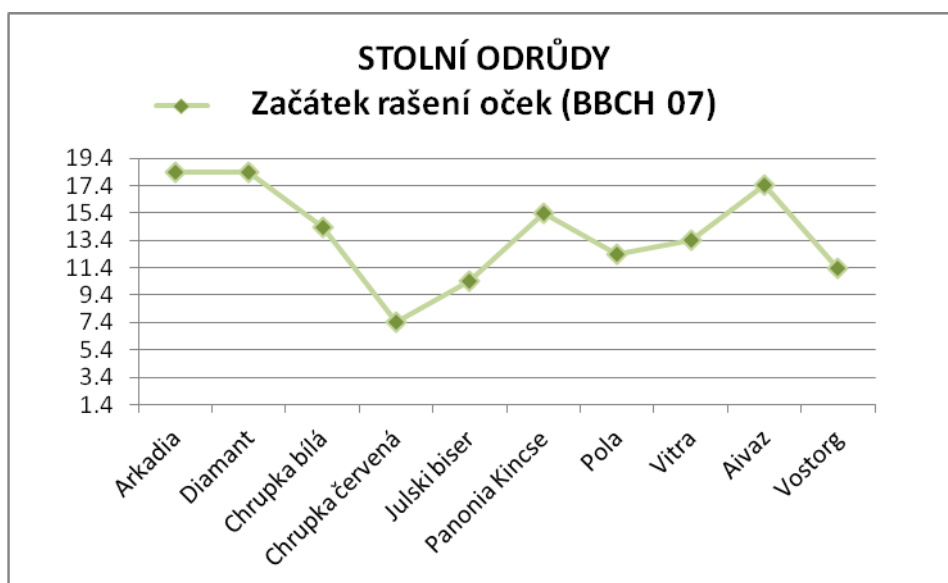 STOLNÍ ODRŮDY
Začátek rašení oček (BBCH 07)
19.4
17.4
15.4
13.4
11.4
9.4
7.4
5.4
3.4
1.4
Arkadia
Diamant
Chrupka bílá
Chrupka červená
Julski biser
Panonia Kincse
Pola
Vitra
Aivaz
Vostorg